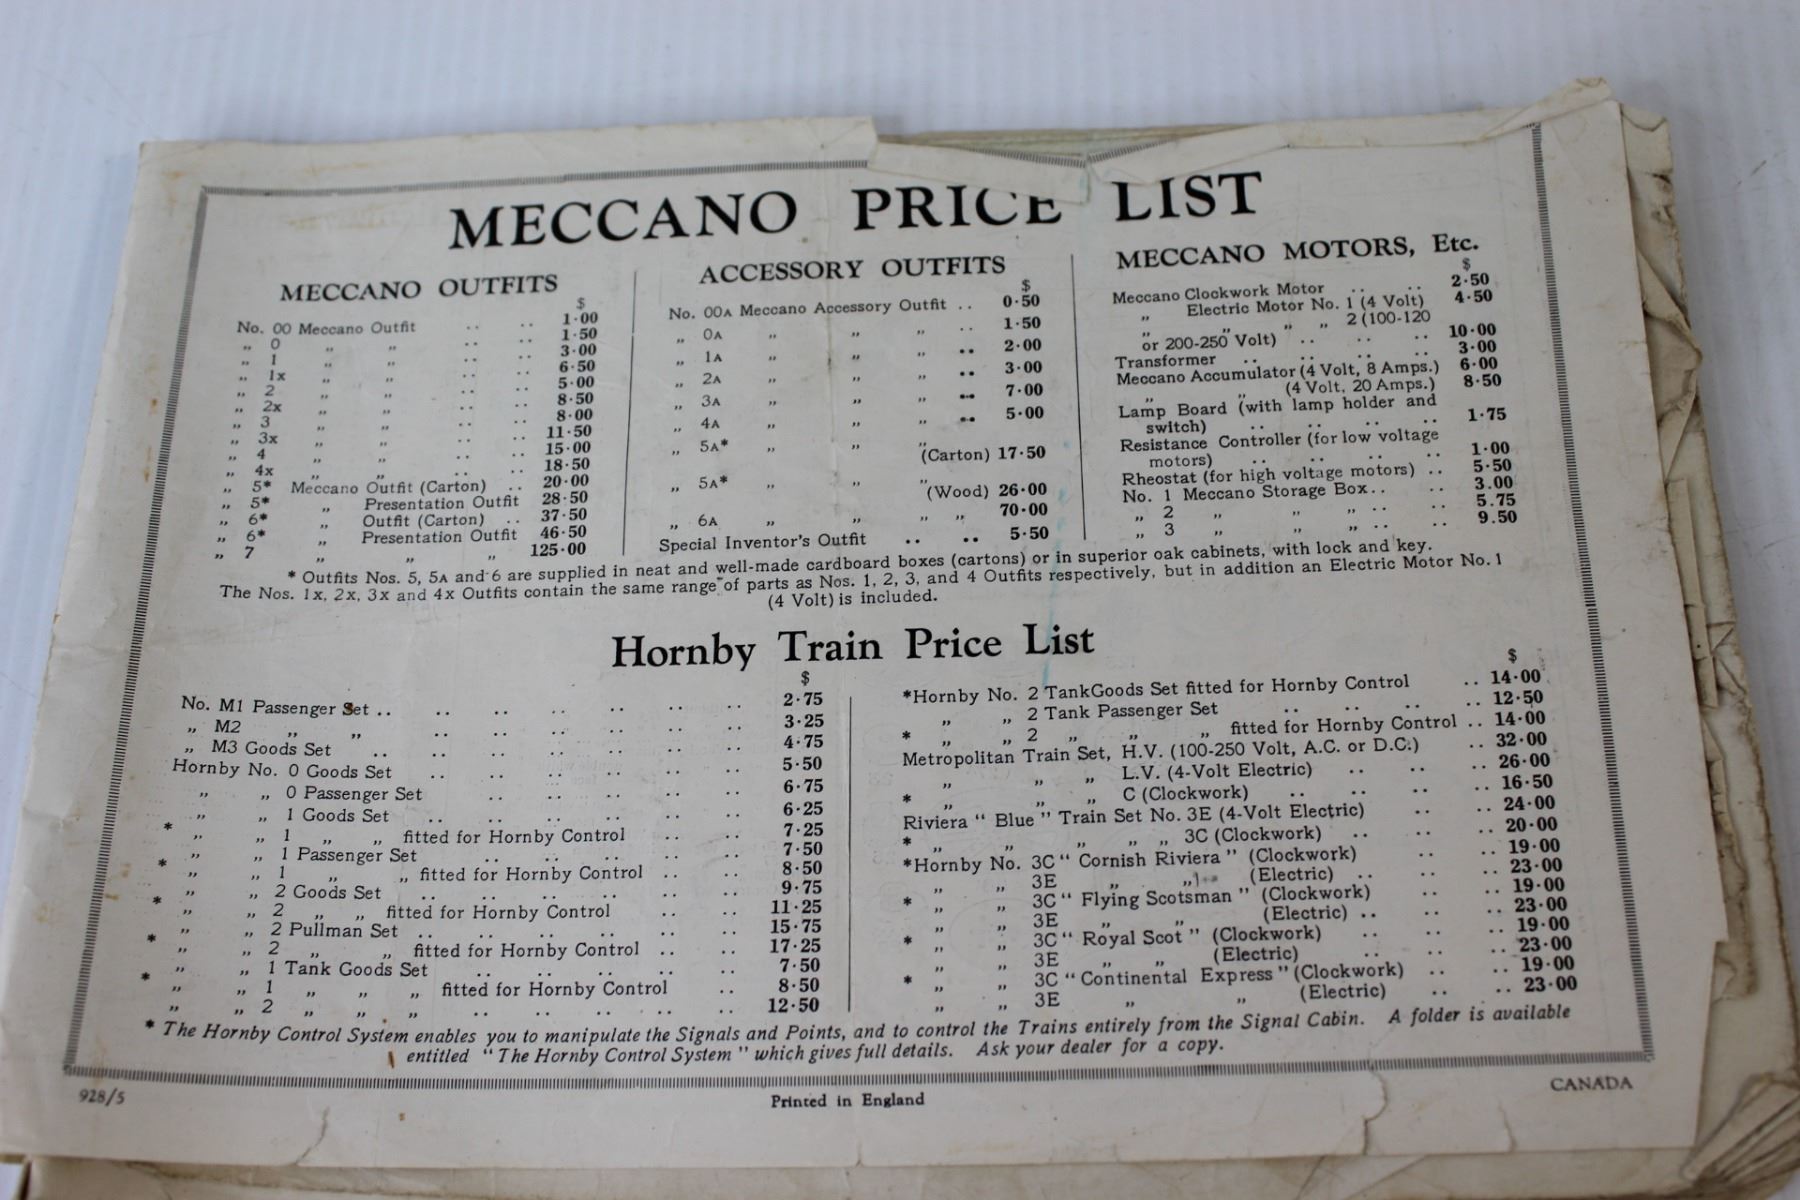 MECCANO PRICE LIST
MECCANO OUTFITS
$
No. 00 Meccano Outfit .. .. 1·00
„ 0 „ „ .. .. 1·50
„ 1 „ „ .. .. 3·00
„ 1x „ „ .. .. 6·50
„ 2 „ „ .. .. 5·00
„ 2x „ „ .. .. 8·50
„ 3 „ „ .. .. 8·00
„ 3x „ „ .. .. 11·50
„ 4 „ „ .. .. 15·00
„ 4x „ „ .. .. 18·50
„ 5* Meccano Outfit (Carton) .. 20·00
„ 5* „ Presentation Outfit 28·50
„ 6* „ Outfit (Carton) .. 37·50
„ 6* „ Presentation Outfit 46·50
„ 7 „ „ „ 125·00
ACCESSORY OUTFITS
$
No. 00A Meccano Accessory Outfit .. 0·50
„ 0A „ „ „ .. 1·50
„ 1A „ „ „ .. 2·00
„ 2A „ „ „ .. 3·00
„ 3A „ „ „ .. 7·00
„ 4A „ „ „ .. 5·00
„ 5A* „ „ „
(Carton) 17·50
„ 5A* „ „ „
(Wood) 26·00
„ 6A „ „ „ „ 70·00
Special Inventor's Outfit .. .. 5·50
MECCANO MOTORS, Etc.
$
Meccano Clockwork Motor .. .. 2·50
„ Electric Motor No. 1 (4 Volt) 4·50
„ „ „ „ 2 (100-120
or 200-250 Volt) .. .. .. 10·00
Transformer .. .. .. .. 3·00
Meccano Accumulator (4 Volt, 8 Amps.) 6·00
„ „ (4 Volt, 20 Amps.) 8·50
Lamp Board (with lamp holder and
switch) .. .. .. .. 1·75
Resistance Controller (for low voltage
motors) .. .. .. .. 1·00
Rheostat (for high voltage motors) .. 5·50
No. 1 Meccano Storage Box .. .. 3.00
„ 2 „ „ „ .. .. 5.75
„ 3 „ „ „ .. .. 9.50
* Outfits Nos. 5, 5A and 6 are supplied in neat and well-made cardboard boxes (cartons) or in superior oak cabinets, with lock and key.
The Nos. 1x, 2x, 3x and 4x Outfits contain the same range of parts as Nos. 1, 2, 3, and 4 Outfits respectively, but in addition an Electric Motor No. 1
(4 Volt) is included.
Hornby Train Price List
$
No. M1 Passenger Set .. .. .. .. .. .. .. 2·75
„ M2 „ „ .. .. .. .. .. .. 3·25
„ M3 Goods Set .. .. .. .. .. .. .. 4·75
Hornby No. 0 Goods Set .. .. .. .. .. .. 5·50
„ „ 0 Passenger Set .. .. .. .. .. 6·75
„ „ 1 Goods Set .. .. .. .. .. .. 6·25
* „ „ 1 „ „ fitted for Hornby Control .. .. 7·25
„ „ 1 Passenger Set .. .. .. .. .. 7·50
* „ „ 1 „ „ fitted for Hornby Control .. .. 8·50
„ „ 2 Goods Set .. .. .. .. .. .. 9·75
* „ „ 2 „ „ fitted for Hornby Control .. .. 11·25
„ „ 2 Pullman Set .. .. .. .. .. .. 15·75
* „ „ 2 „ „ fitted for Hornby Control .. .. 17·25
„ „ 1 Tank Goods Set .. .. .. .. .. 7·50
* „ „ 1 „ „ „ fitted for Hornby Control .. 8·50
„ „ 2 „ „ „ .. .. .. .. .. 12·50
$
*Hornby No. 2 TankGoods Set fitted for Hornby Control .. 14·00
„ „ 2 Tank Passenger Set .. .. .. .. 12·50
* „ „ 2 „ „ „ fitted for Hornby Control .. 14·00
Metropolitan Train Set, H.V. (100-250 Volt, A.C. or D.C.) .. 32·00
„ „ „ L.V. (4-Volt Electric) .. .. .. 26·00
* „ „ „ C (Clockwork) .. .. .. .. 16·50
Riviera “ Blue ” Train Set No. 3E (4-Volt Electric) .. .. 24·00
* „ „ „ „ „ 3C (Clockwork) .. .. .. 20·00
*Hornby No. 3C “ Cornish Riviera ” (Clockwork) .. .. 19·00
„ „ 3E „ „ (Electric) .. .. .. 23·00
* „ „ 3C “ Flying Scotsman ” (Clockwork) .. .. 19·00
„ „ 3E „ „ (Electric) .. .. .. 23·00
* „ „ 3C “ Royal Scot ” (Clockwork) .. .. .. 19·00
„ „ 3E „ „ (Electric) .. .. .. 23·00
* „ „ 3C “ Continental Express ” (Clockwork) .. .. 19·00
„ „ 3E „ „ (Electric) .. .. 23·00
* The Hornby Control System enables you to manipulate the Signals and Points, and to control the Trains entirely from the Signal Cabin. A folder is available
entitled “ The Hornby Control System ” which gives full details. Ask your dealer for a copy.
928/5
Printed in England
CANADA